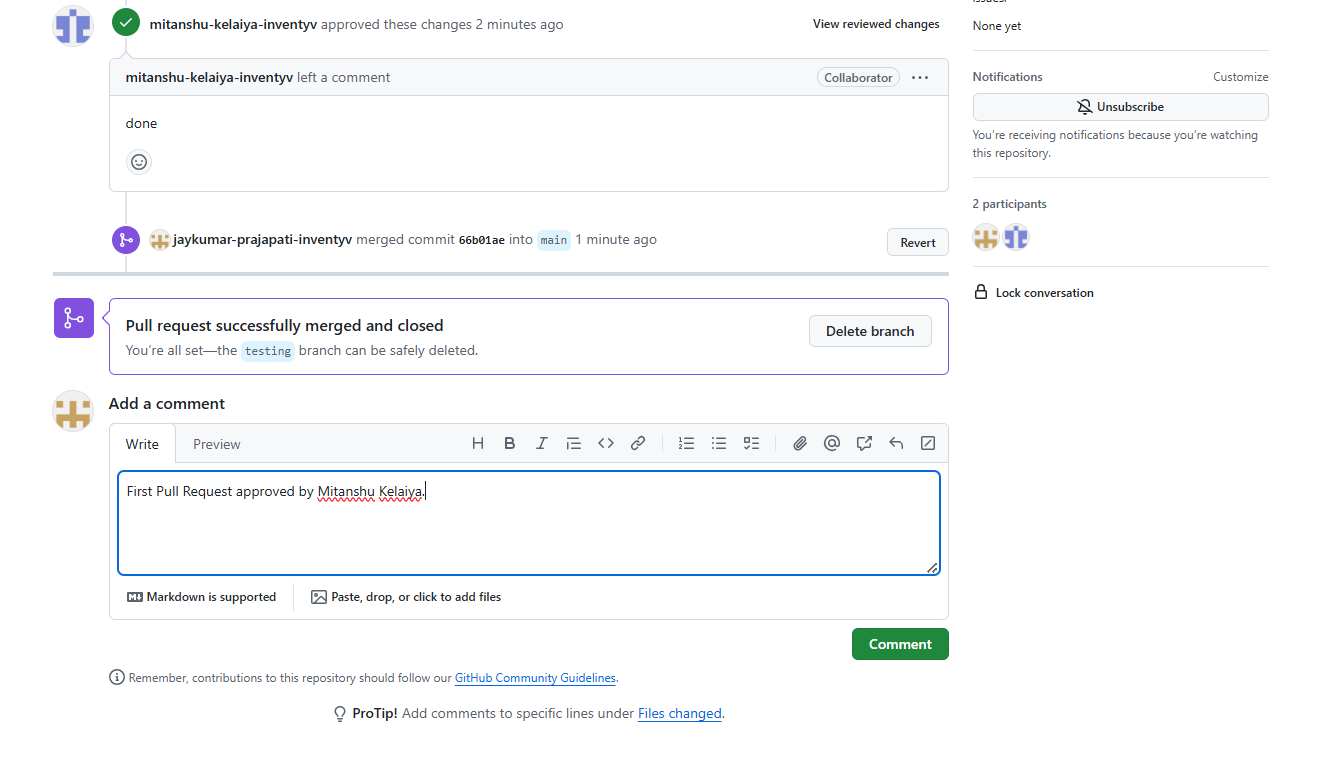 issues.
None yet
mitanshu-kelaiya-inventyv approved these changes 2 minutes ago
View reviewed changes
mitanshu-kelaiya-inventyv left a comment
Collaborator
done
jaykumar-prajapati-inventyv merged commit 66b01ae into main 1 minute ago
Revert
Pull request successfully merged and closed
You're all set—the testing branch can be safely deleted.
Delete branch
Add a comment
Write
Preview
First Pull Request approved by Mitanshu Kelaiya.
Markdown is supported
Paste, drop, or click to add files
Comment
Remember, contributions to this repository should follow our GitHub Community Guidelines.
ProTip! Add comments to specific lines under Files changed.
Notifications
Customize
Unsubscribe
You're receiving notifications because you're watching
this repository.
2 participants
Lock conversation